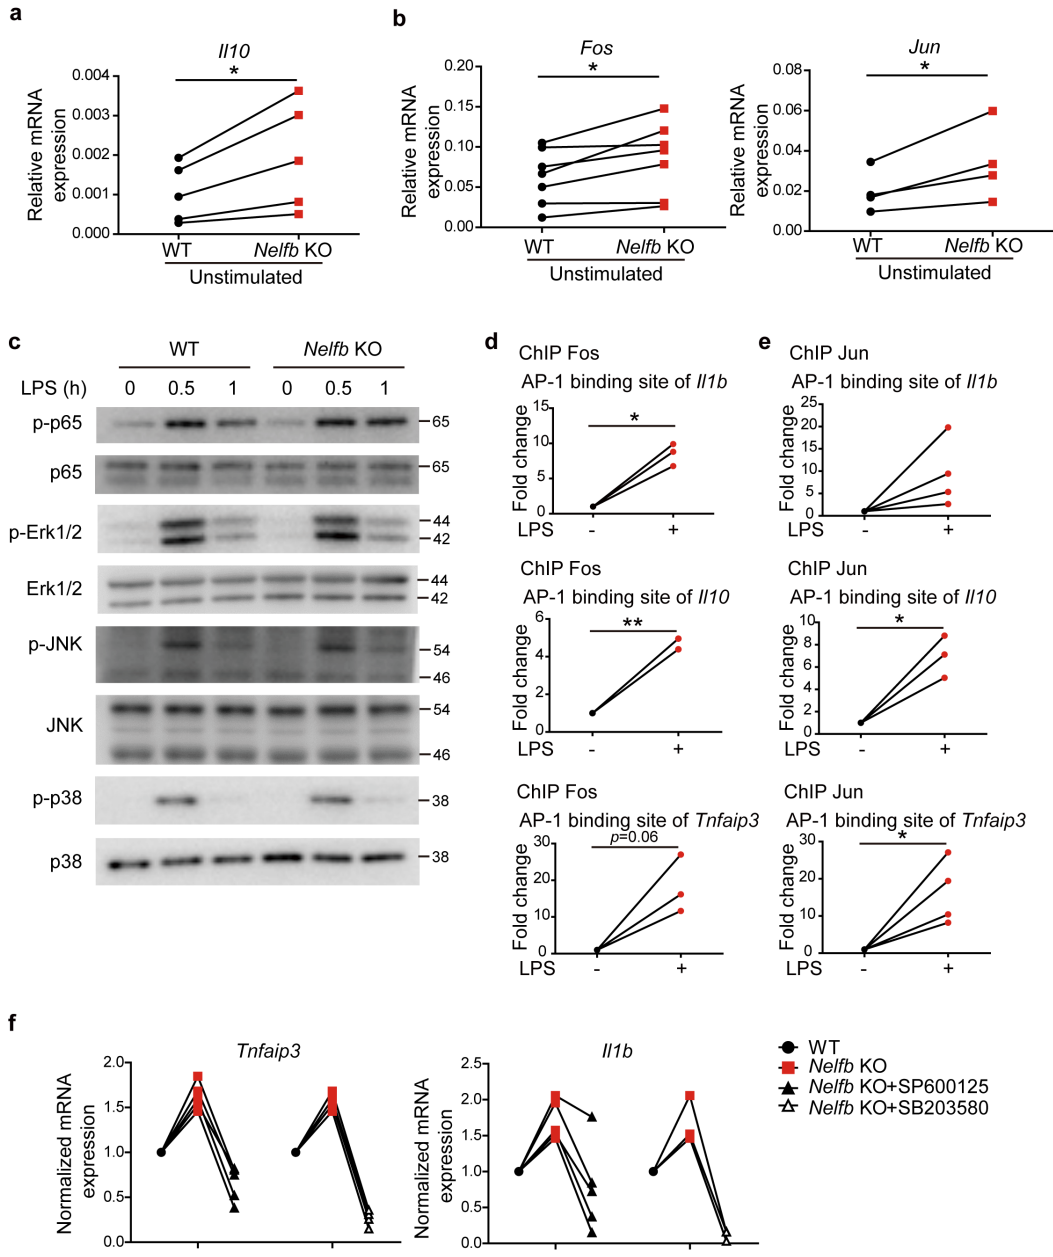 a
Il10
*
Relative mRNA
expression
0.004
0.003
0.002
0.001
0.000
WT
Nelfb KO
Unstimulated
b
Fos
*
Relative mRNA
expression
0.20
0.15
0.10
0.05
0.00
WT
Nelfb KO
Unstimulated
Jun
*
Relative mRNA
expression
0.08
0.06
0.04
0.02
0.00
WT
Nelfb KO
Unstimulated
c
WT
Nelfb KO
LPS (h) 0 0.5 1 0 0.5 1
p-p65
65
p65
65
p-Erk1/2
44
42
Erk1/2
44
42
p-JNK
54
46
JNK
54
46
p-p38
38
p38
38
d
ChIP Fos
AP-1 binding site of Il1b
Fold change
15
10
5
0
*
LPS - +
ChIP Fos
AP-1 binding site of Il10
Fold change
6
4
2
0
**
LPS - +
ChIP Fos
AP-1 binding site of Tnfaip3
Fold change
30
20
10
0
p=0.06
LPS - +
e
ChIP Jun
AP-1 binding site of Il1b
Fold change
25
20
15
10
5
0
LPS - +
ChIP Jun
AP-1 binding site of Il10
Fold change
10
8
6
4
2
0
*
LPS - +
ChIP Jun
AP-1 binding site of Tnfaip3
Fold change
30
20
10
0
*
LPS - +
f
Tnfaip3
Normalized mRNA
expression
2.0
1.5
1.0
0.5
0.0
Il1b
Normalized mRNA
expression
2.5
2.0
1.5
1.0
0.5
0.0
WT
Nelfb KO
Nelfb KO+SP600125
Nelfb KO+SB203580